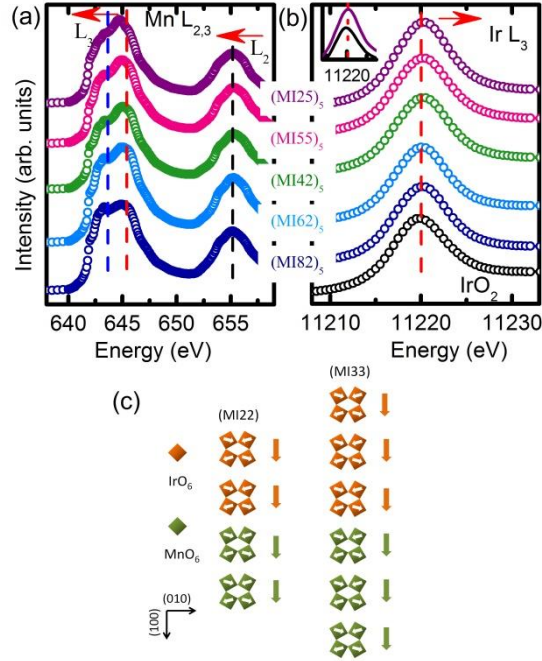 (a)
Mn L2,3
L3
L2
(b)
Ir L3
11220
Intensity (arb. units)
(MI25)5
(MI55)5
(MI42)5
(MI62)5
(MI82)5
IrO2
640 645 650 655
11210 11220 11230
Energy (eV)
Energy (eV)
(c)
(MI22)
(MI33)
IrO6
MnO6
(010)
(100)